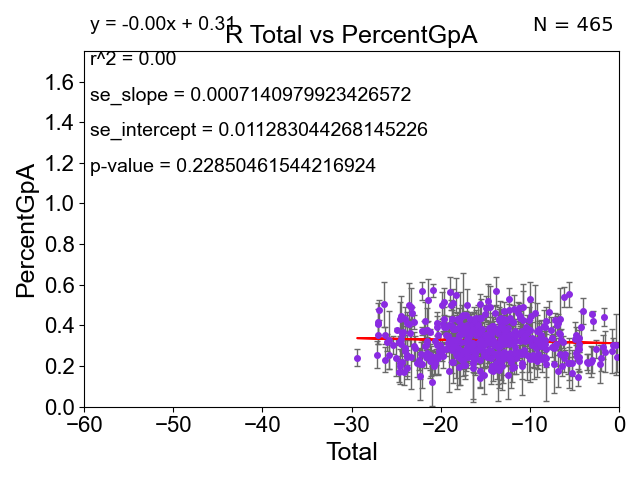 y = -0.00x + 0.31
N = 465
R Total vs PercentGpA
r^2 = 0.00
se_slope = 0.0007140979923426572
se_intercept = 0.011283044268145226
p-value = 0.22850461544216924
PercentGpA
1.6
1.4
1.2
1.0
0.8
0.6
0.4
0.2
0.0
−60 −50 −40 −30 −20 −10 0
Total